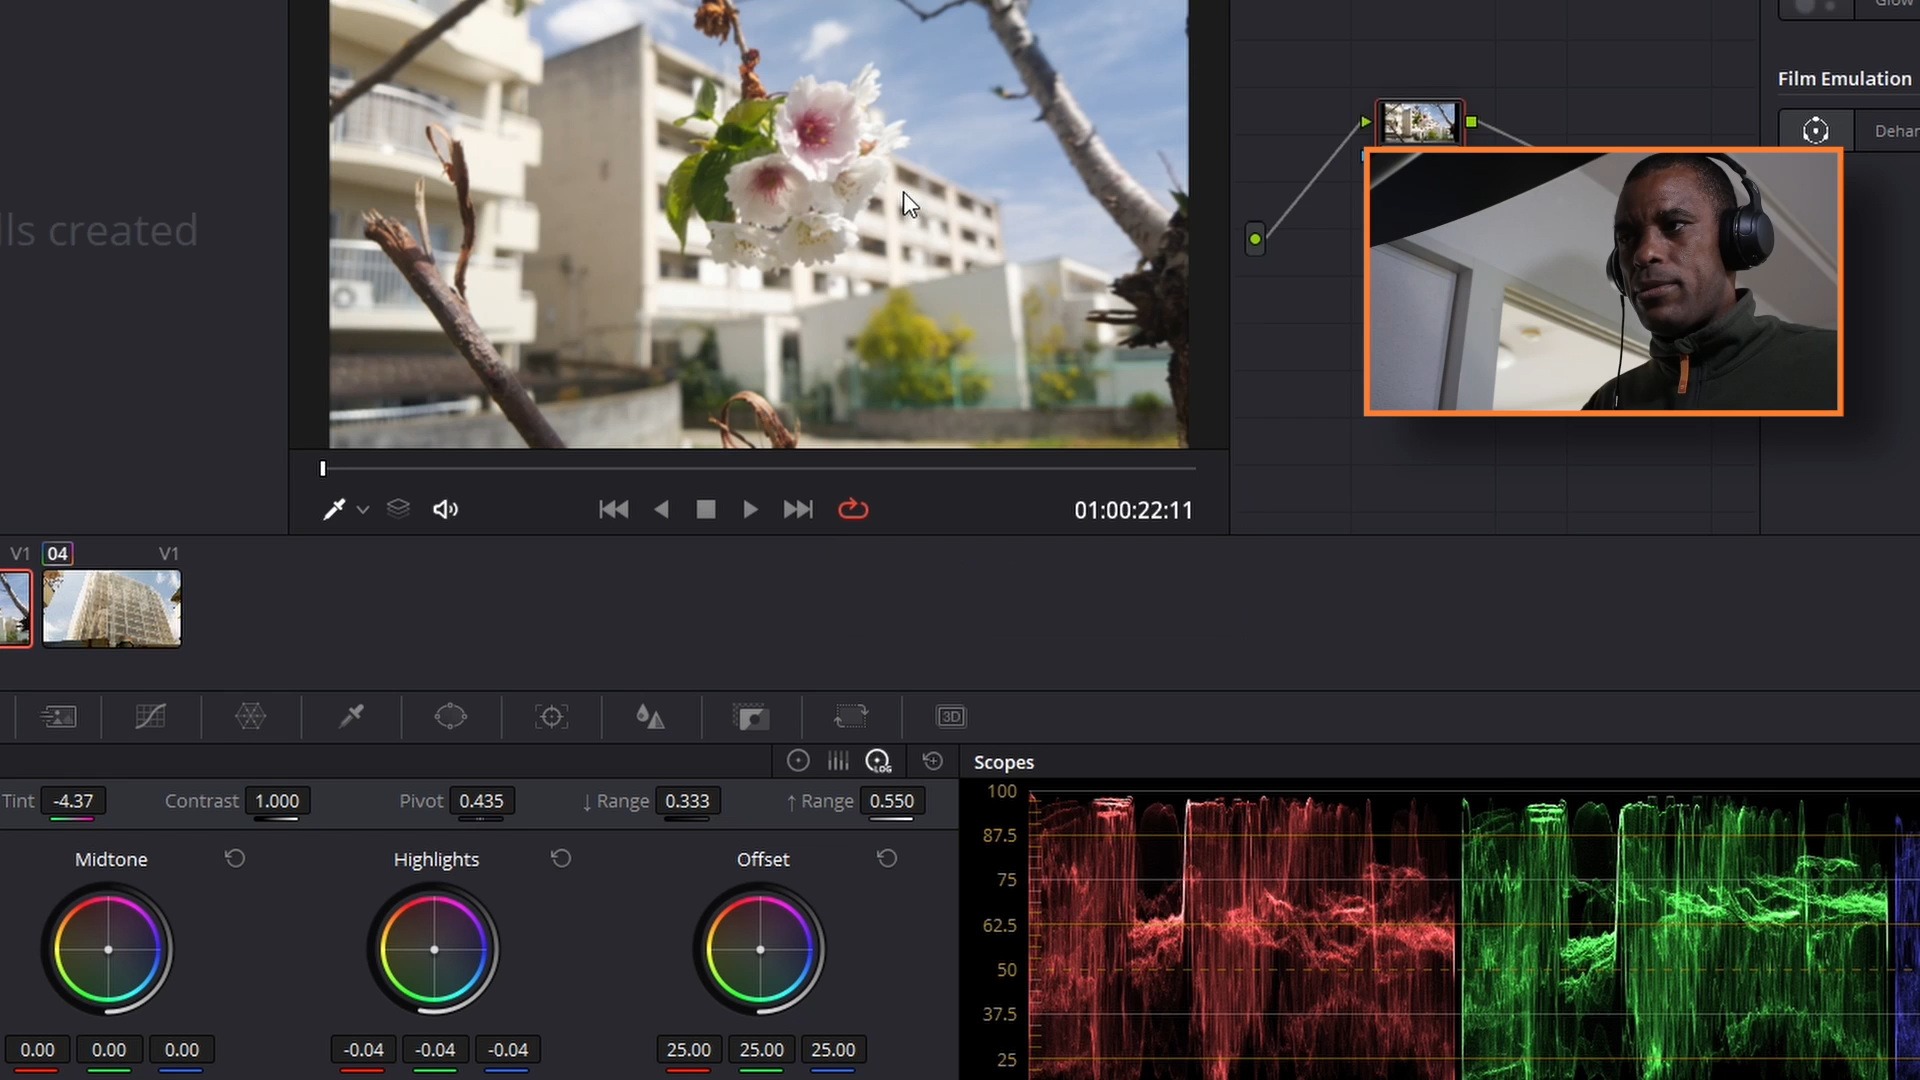 Glow
Film Emulation
Dehan
lls created
01:00:22:11
V1 04 V1
3D
LOG
Scopes
Tint -4.37 Contrast 1.000 Pivot 0.435 ↓ Range 0.333 ↑ Range 0.550
Midtone Highlights Offset
0.00 0.00 0.00 -0.04 -0.04 -0.04 25.00 25.00 25.00
100
87.5
75
62.5
50
37.5
25